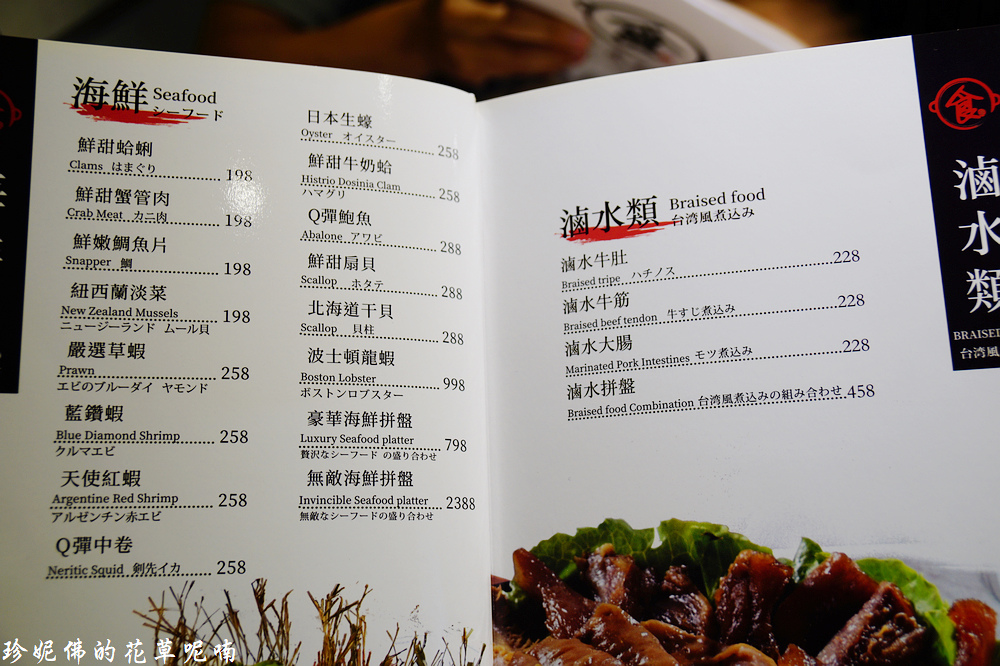 海鮮 Seafood
シーフード
鮮甜蛤蜊
Clams はまぐり 198
鮮甜蟹管肉
Crab Meat カニ肉 198
鮮嫩鯛魚片
Snapper 鯛 198
紐西蘭淡菜
New Zealand Mussels 198
ニュージーランド ムール貝
嚴選草蝦
Prawn 258
エビのブルーダイ ヤモンド
藍鑽蝦
Blue Diamond Shrimp 258
クルマエビ
天使紅蝦
Argentine Red Shrimp 258
アルゼンチン赤エビ
Q彈中卷
Neritic Squid 剣先イカ 258
日本生蠔
Oyster オイスター 258
鮮甜牛奶蛤
Histrio Dosinia Clam 258
ハマグリ
Q彈鮑魚
Abalone アワビ 288
鮮甜扇貝
Scallop ホタテ 288
北海道干貝
Scallop 貝柱 288
波士頓龍蝦
Boston Lobster 998
ボストンロブスター
豪華海鮮拼盤
Luxury Seafood platter 798
贅沢なシーフード の盛り合わせ
無敵海鮮拼盤
Invincible Seafood platter 2388
無敵なシーフードの盛り合わせ
滷水類 Braised food
台湾風煮込み
滷水牛肚
Braised tripe ハチノス 228
滷水牛筋
Braised beef tendon 牛すじ煮込み 228
滷水大腸
Marinated Pork Intestines モツ煮込み 228
滷水拼盤
Braised food Combination 台湾風煮込みの組み合わせ 458
食
滷水類
BRAISED
台湾風
珍妮佛的花草呢喃